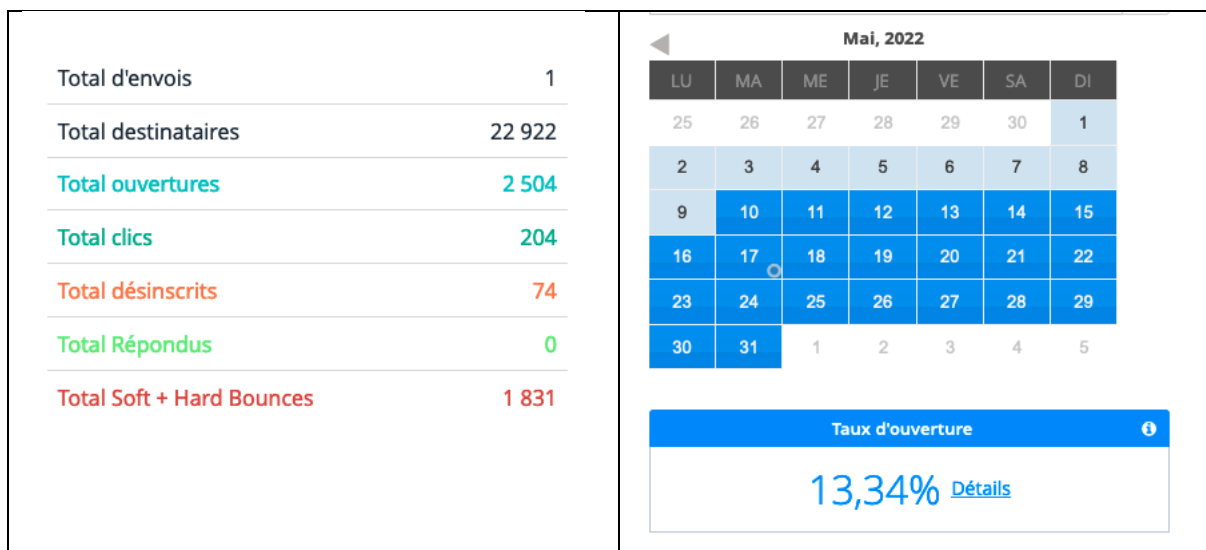 Total d'envois 1
Total destinataires 22 922
Total ouvertures 2 504
Total clics 204
Total désinscrits 74
Total Répondus 0
Total Soft + Hard Bounces 1 831
Mai, 2022
LU MA ME JE VE SA DI
25 26 27 28 29 30 1
2 3 4 5 6 7 8
9 10 11 12 13 14 15
16 17 18 19 20 21 22
23 24 25 26 27 28 29
30 31 1 2 3 4 5
Taux d'ouverture
13,34% Détails